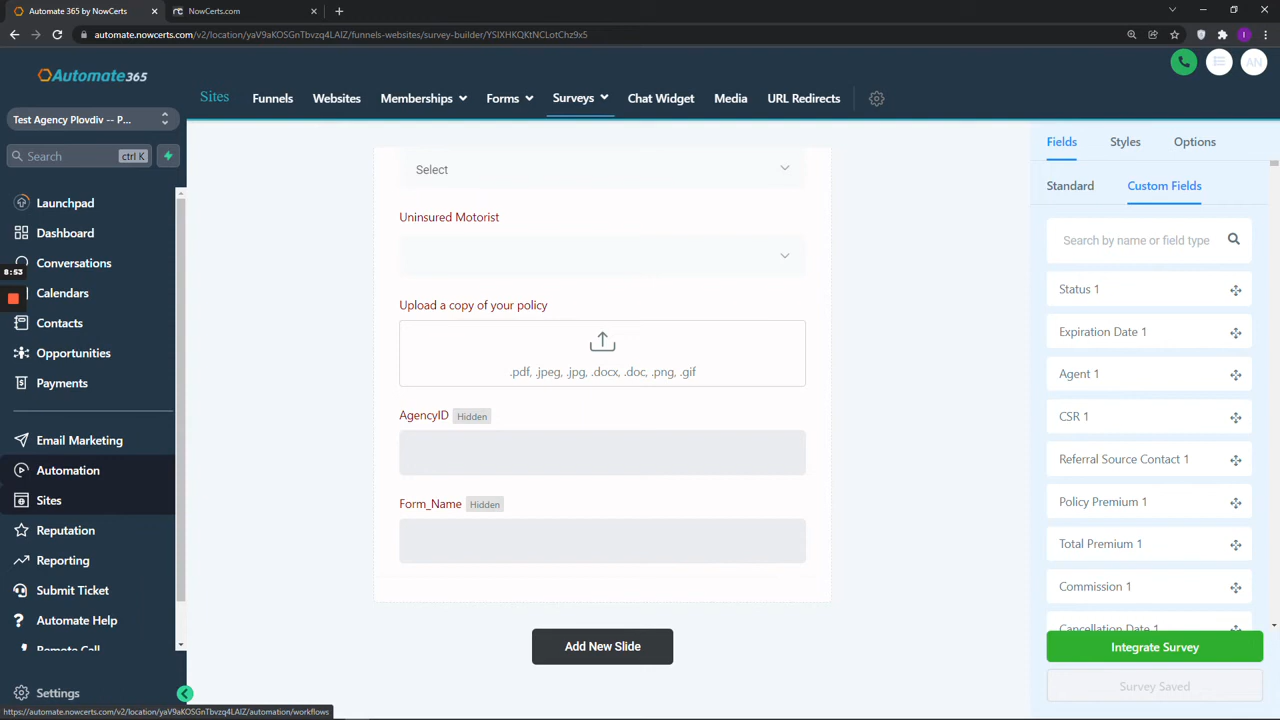 Automate 365 by NowCerts
NowCerts.com
automate.nowcerts.com/v2/location/yaV9aKOSGnTbvzq4LAIZ/funnels-websites/survey-builder/YSIXHKQKtNCLotChz9e5
Automate365
Sites
Funnels
Websites
Memberships
Forms
Surveys
Chat Widget
Media
URL Redirects
AN
Test Agency Plovdiv -- P...
Search
ctrl K
Launchpad
Dashboard
Conversations
8:53
Calendars
Contacts
Opportunities
Payments
Email Marketing
Automation
Sites
Reputation
Reporting
Submit Ticket
Automate Help
Remote Call
Settings
https://automate.nowcerts.com/v2/location/yaV9aKOSGnTbvzq4LAIZ/automation/workflows
Select
Uninsured Motorist
Upload a copy of your policy
.pdf, .jpeg, .jpg, .docx, .doc, .png, .gif
AgencyID Hidden
Form_Name Hidden
Add New Slide
Fields
Styles
Options
Standard
Custom Fields
Search by name or field type
Status 1
Expiration Date 1
Agent 1
CSR 1
Referral Source Contact 1
Policy Premium 1
Total Premium 1
Commission 1
Cancellation Date 1
Integrate Survey
Survey Saved